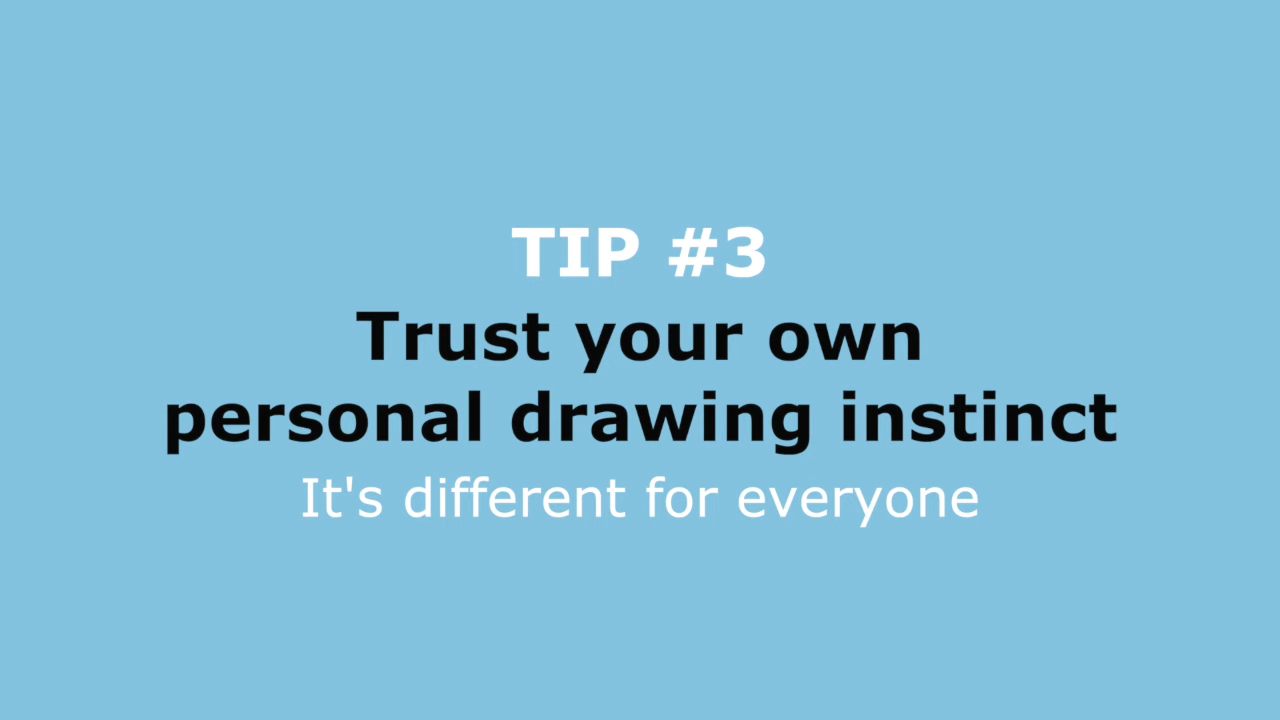 TIP #3
Trust your own
personal drawing instinct
It's different for everyone